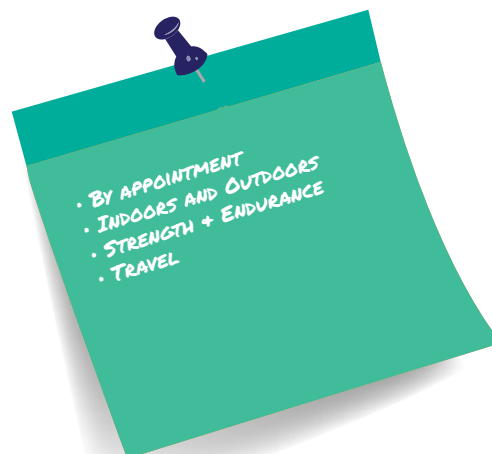 • By appointment
• Indoors and Outdoors
• Strength + Endurance
• Travel